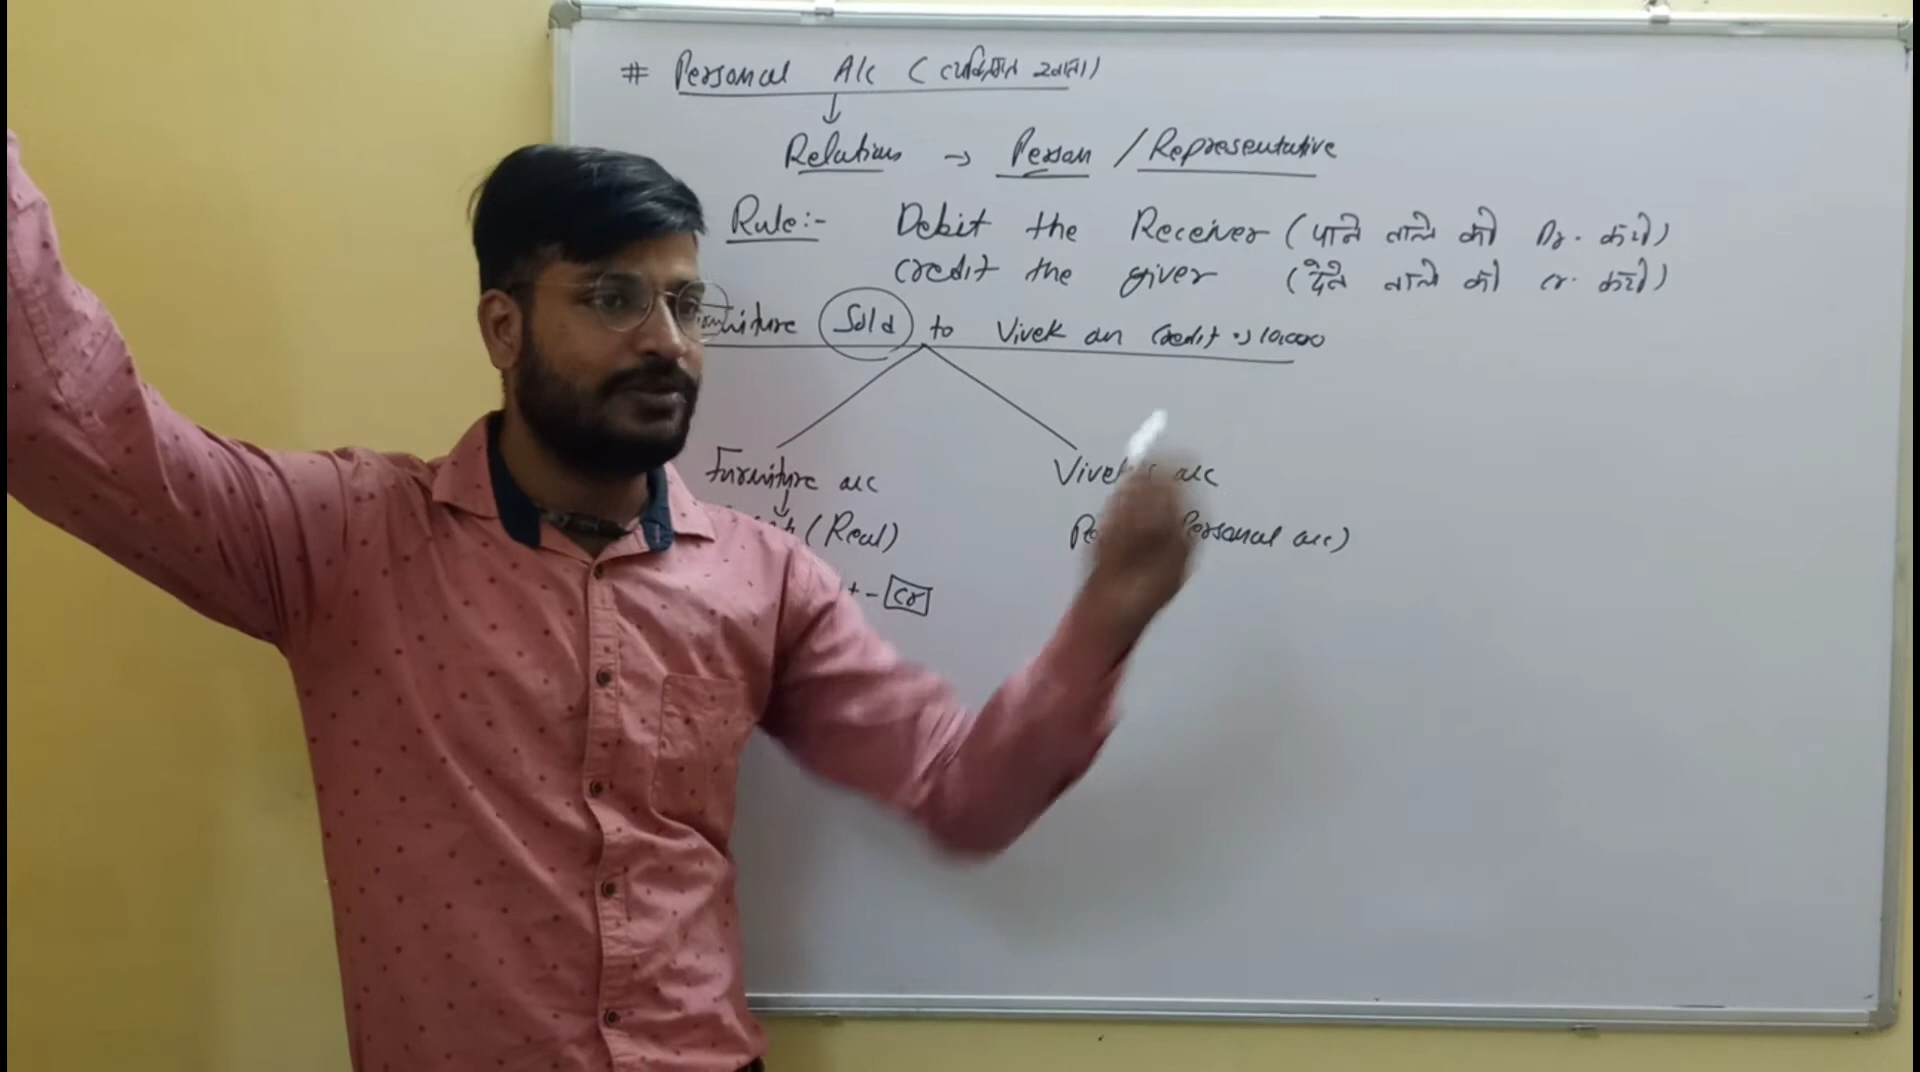 # Personal A/c (व्यक्तिगत खाता)
Relations → Person / Representative
Rule:- Debit the Receiver (पाने वाले को Dr. करो)
Credit the giver (देने वाले को Cr. करो)
Sold to Vivek on Credit 10,000
Furniture a/c
a/c
(Real)
Personal a/c)
- Cr